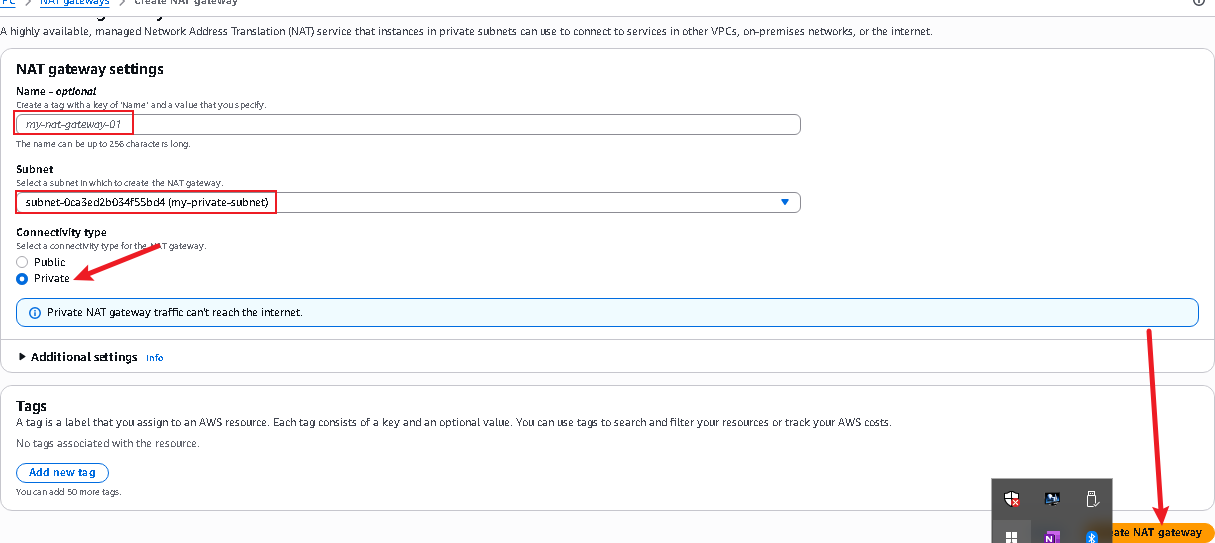 NAT gateways > Create NAT gateway
A highly available, managed Network Address Translation (NAT) service that instances in private subnets can use to connect to services in other VPCs, on-premises networks, or the internet.
NAT gateway settings
Name - optional
Create a tag with a key of 'Name' and a value that you specify.
my-nat-gateway-01
The name can be up to 256 characters long.
Subnet
Select a subnet in which to create the NAT gateway.
subnet-0ca3ed2b034f55bd4 (my-private-subnet)
Connectivity type
Select a connectivity type for the NAT gateway.
Public
Private
Private NAT gateway traffic can't reach the internet.
Additional settings Info
Tags
A tag is a label that you assign to an AWS resource. Each tag consists of a key and an optional value. You can use tags to search and filter your resources or track your AWS costs.
No tags associated with the resource.
Add new tag
You can add 50 more tags.
NAT gateway